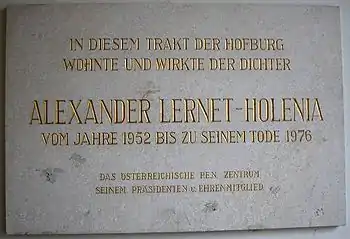 IN DIESEM TRAKT DER HOFBURG
WOHNTE UND WIRKTE DER DICHTER
ALEXANDER LERNET-HOLENIA
VOM JAHRE 1952 BIS ZU SEINEM TODE 1976
DAS ÖSTERREICHISCHE P.E.N. ZENTRUM
SEINEM PRÄSIDENTEN U. EHRENMITGLIED